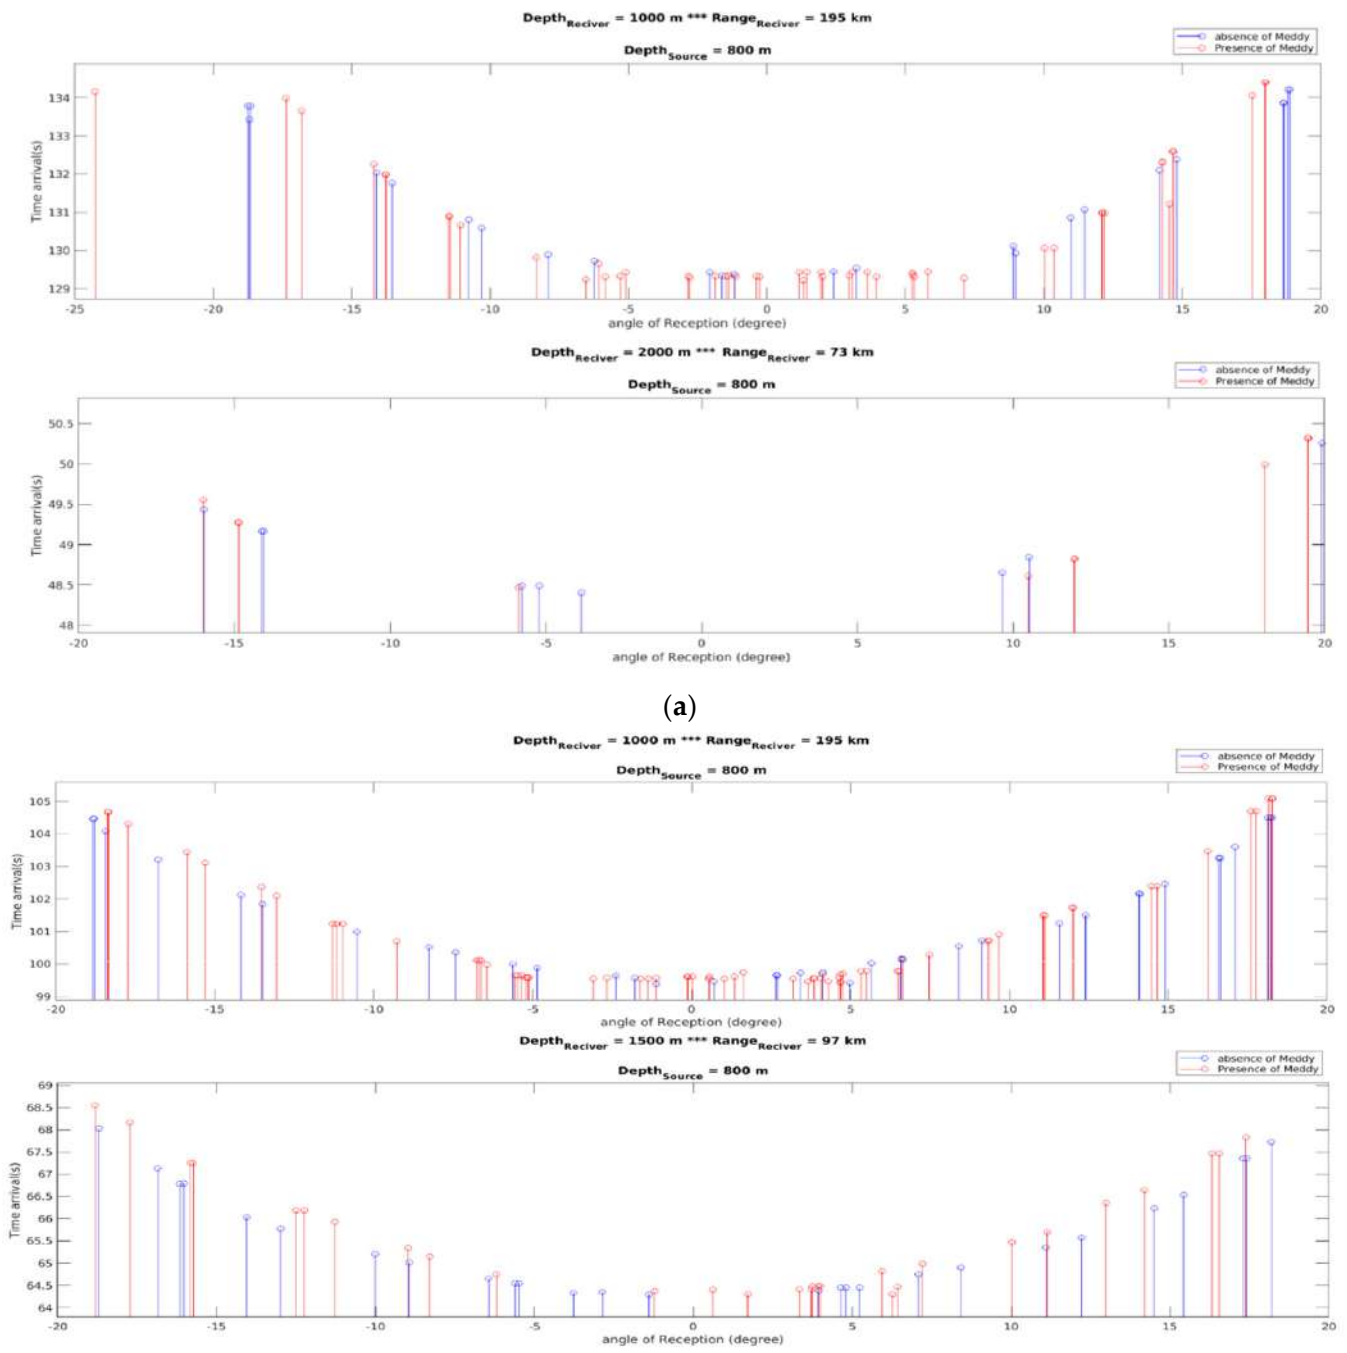 Depth_Reciver = 1000 m *** Range_Reciver = 195 km
Depth_Source = 800 m
absence of Meddy
Presence of Meddy
134
133
132
131
130
129
Time arrival(s)
-25 -20 -15 -10 -5 0 5 10 15 20
angle of Reception (degree)
Depth_Reciver = 2000 m *** Range_Reciver = 73 km
Depth_Source = 800 m
absence of Meddy
Presence of Meddy
50.5
50
49.5
49
48.5
48
Time arrival(s)
-20 -15 -10 -5 0 5 10 15 20
angle of Reception (degree)
(a)
Depth_Reciver = 1000 m *** Range_Reciver = 195 km
Depth_Source = 800 m
absence of Meddy
Presence of Meddy
105
104
103
102
101
100
99
Time arrival(s)
-20 -15 -10 -5 0 5 10 15 20
angle of Reception (degree)
Depth_Reciver = 1500 m *** Range_Reciver = 97 km
Depth_Source = 800 m
absence of Meddy
Presence of Meddy
69
68.5
68
67.5
67
66.5
66
65.5
65
64.5
64
Time arrival(s)
-20 -15 -10 -5 0 5 10 15 20
angle of Reception (degree)